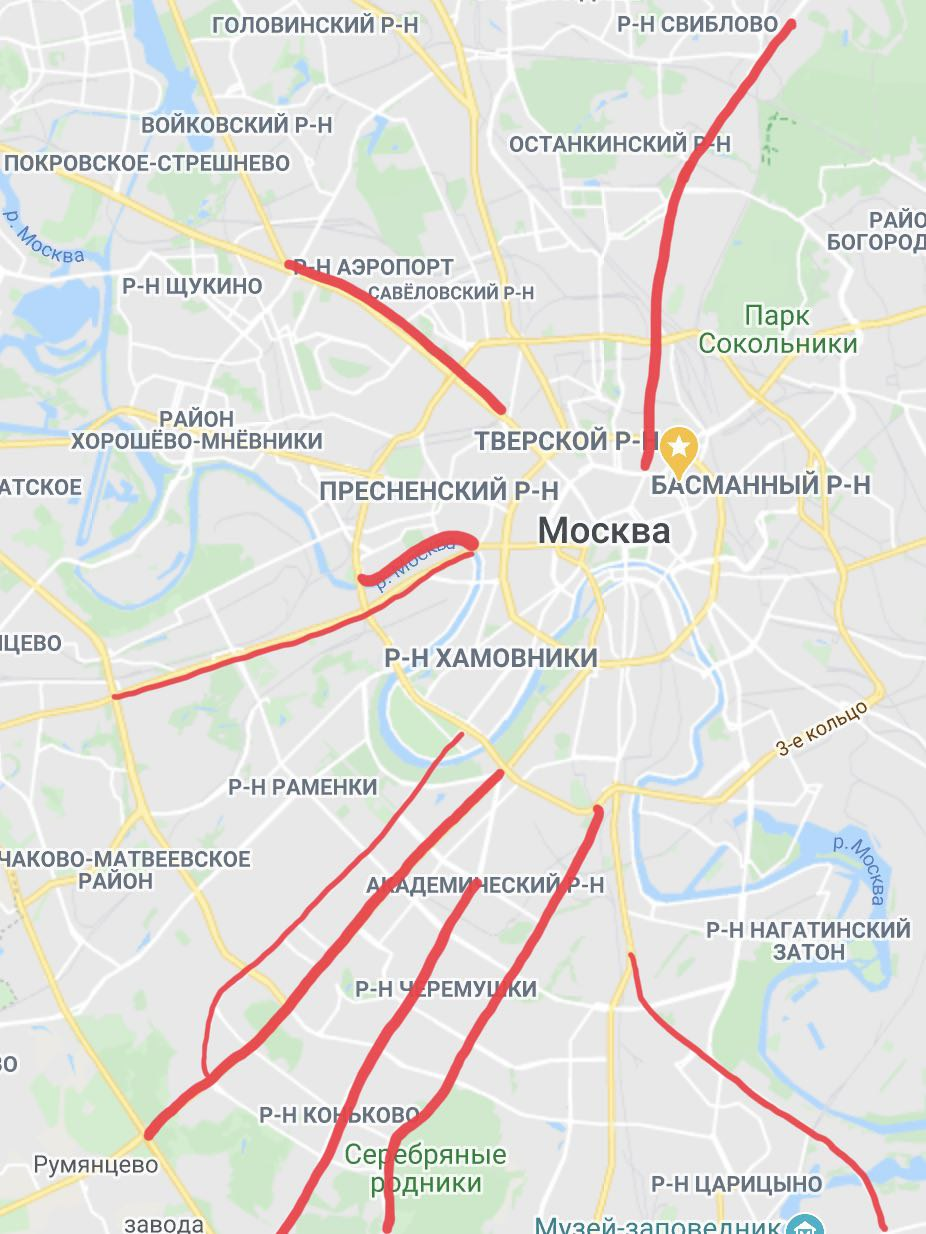 ГОЛОВИНСКИЙ Р-Н
Р-Н СВИБЛОВО
ВОЙКОВСКИЙ Р-Н
ОСТАНКИНСКИЙ Р-Н
ПОКРОВСКОЕ-СТРЕШНЕВО
р. Москва
РАЙО
БОГОРОД
Р-Н АЭРОПОРТ
Р-Н ЩУКИНО
САВЁЛОВСКИЙ Р-Н
Парк
Сокольники
РАЙОН
ХОРОШЁВО-МНЁВНИКИ
ТВЕРСКОЙ Р-Н
АТСКОЕ
ПРЕСНЕНСКИЙ Р-Н
БАСМАННЫЙ Р-Н
Москва
р. Москва
НЦЕВО
Р-Н ХАМОВНИКИ
3-е кольцо
Р-Н РАМЕНКИ
р. Москва
ЧАКОВО-МАТВЕЕВСКОЕ
РАЙОН
АКАДЕМИЧЕСКИЙ Р-Н
Р-Н НАГАТИНСКИЙ
ЗАТОН
Р-Н ЧЕРЕМУШКИ
ВО
Р-Н КОНЬКОВО
Румянцево
Серебряные
родники
Р-Н ЦАРИЦЫНО
завода
Музей-заповедник